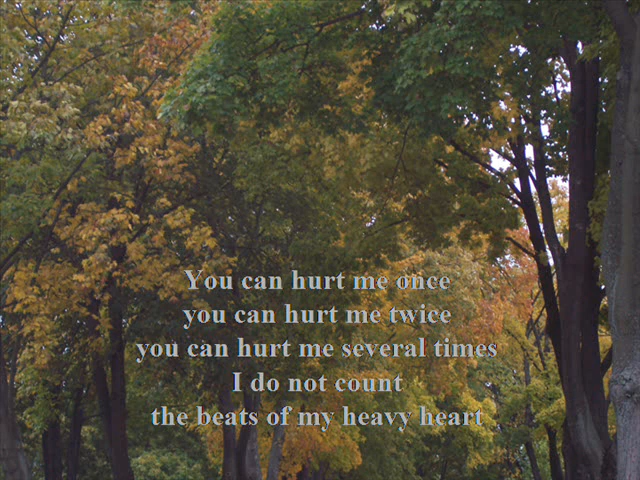 You can hurt me once
you can hurt me twice
you can hurt me several times
I do not count
the beats of my heavy heart